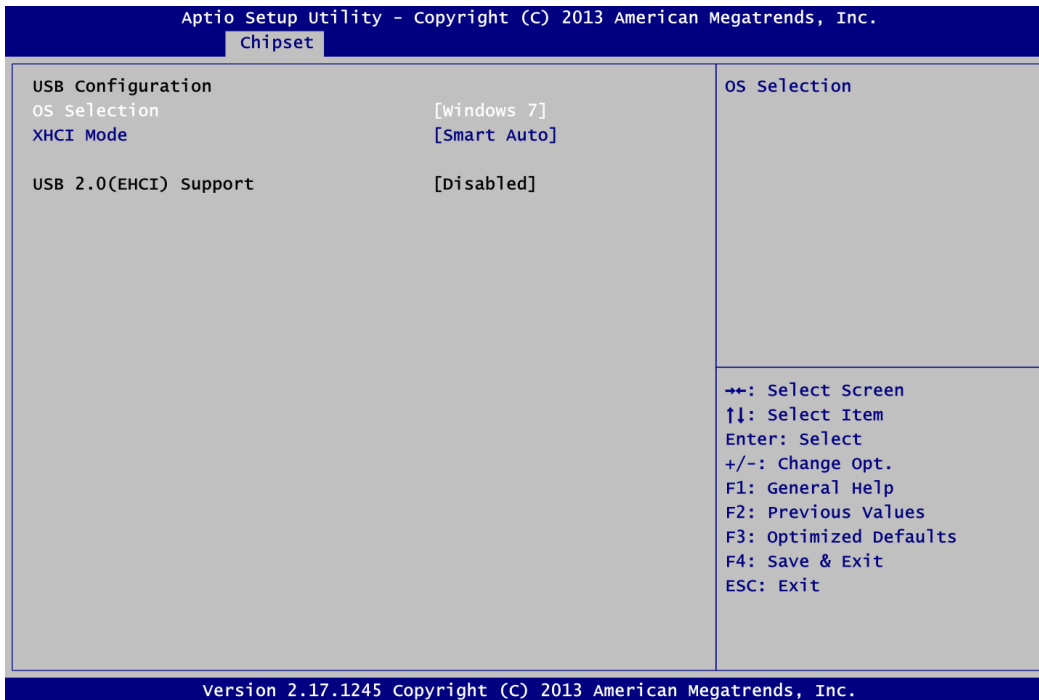 Aptio Setup Utility - Copyright (C) 2013 American Megatrends, Inc.
Chipset
USB Configuration
OS Selection [Windows 7]
XHCI Mode [Smart Auto]
USB 2.0(EHCI) Support [Disabled]
OS Selection
→←: Select Screen
↑↓: Select Item
Enter: Select
+/-: Change Opt.
F1: General Help
F2: Previous Values
F3: Optimized Defaults
F4: Save & Exit
ESC: Exit
Version 2.17.1245 Copyright (C) 2013 American Megatrends, Inc.